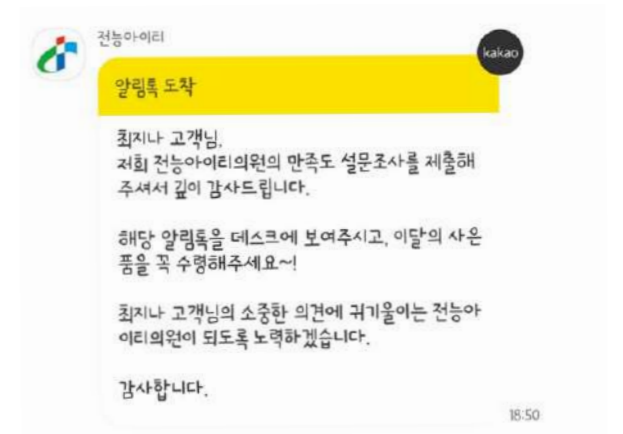 전능아이티
kakao
알림톡 도착
최지나 고객님,
저희 전능아이티의원의 만족도 설문조사를 제출해
주셔서 깊이 감사드립니다.
해당 알림톡을 데스크에 보여주시고, 이달의 사은
품을 꼭 수령해주세요~!
최지나 고객님의 소중한 의견에 귀기울이는 전능아
이티의원이 되도록 노력하겠습니다.
감사합니다.
18:50